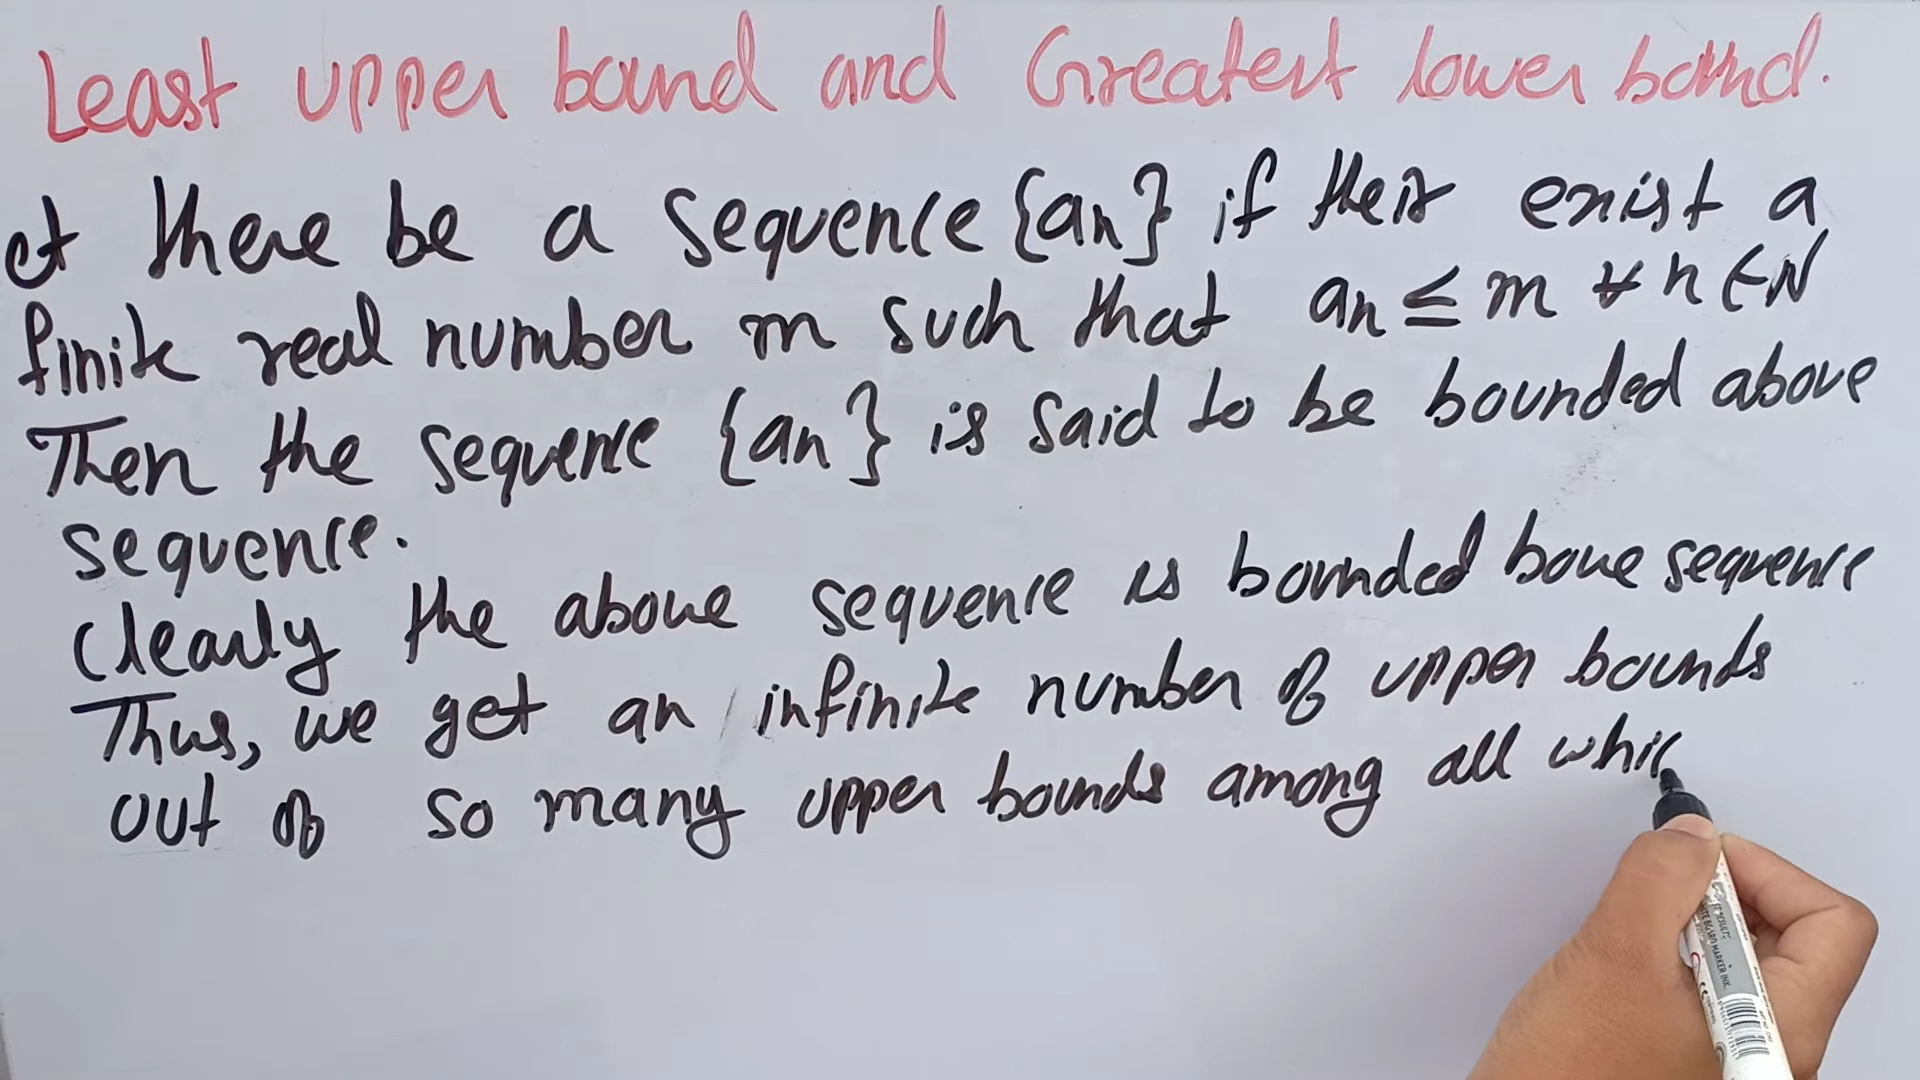 Least upper bound and Greatest lower bound.
et there be a sequence {an} if their exist a
finite real number m such that an ≤ m ∀ n ∈ N
Then the sequence {an} is said to be bounded above
sequence.
Clearly the above sequence is bounded bove sequence
Thus, we get an infinite number of upper bounds
out of so many upper bounds among all whic